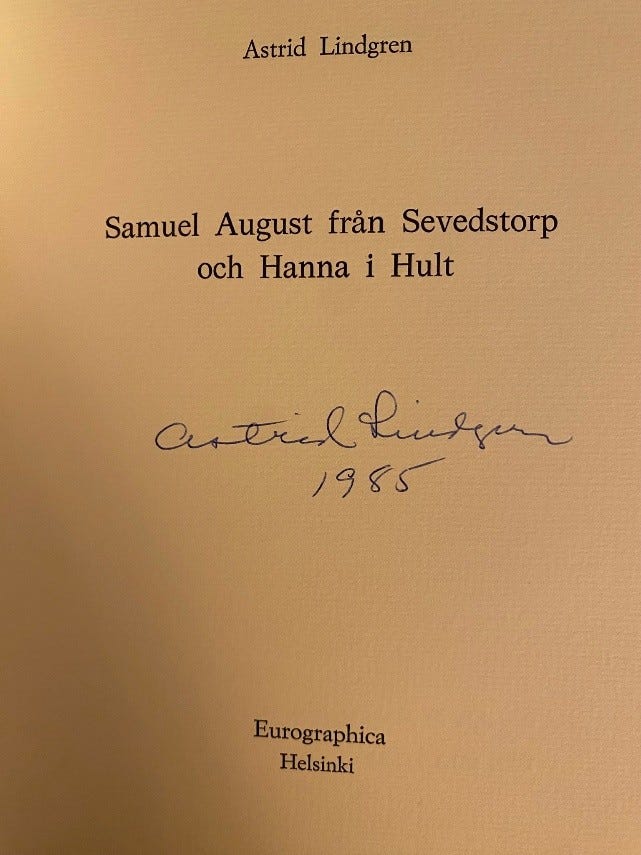 Astrid Lindgren
Samuel August från Sevedstorp
och Hanna i Hult
Astrid Lindgren
1985
Eurographica
Helsinki